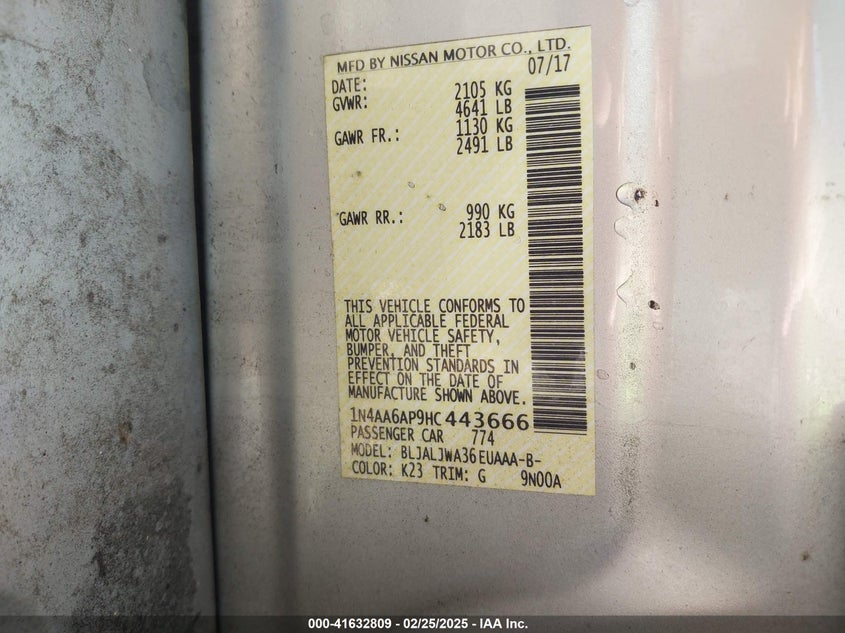 MFD BY NISSAN MOTOR CO., LTD.
DATE: 07/17
GVWR: 2105 KG
4641 LB
GAWR FR.: 1130 KG
2491 LB
GAWR RR.: 990 KG
2183 LB
THIS VEHICLE CONFORMS TO
ALL APPLICABLE FEDERAL
MOTOR VEHICLE SAFETY,
BUMPER, AND THEFT
PREVENTION STANDARDS IN
EFFECT ON THE DATE OF
MANUFACTURE SHOWN ABOVE.
1N4AA6AP9HC443666
PASSENGER CAR 774
MODEL: BLJALJWA36EUAAA-B-
COLOR: K23 TRIM: G 9N00A
000-41632809 - 02/25/2025 - IAA Inc.